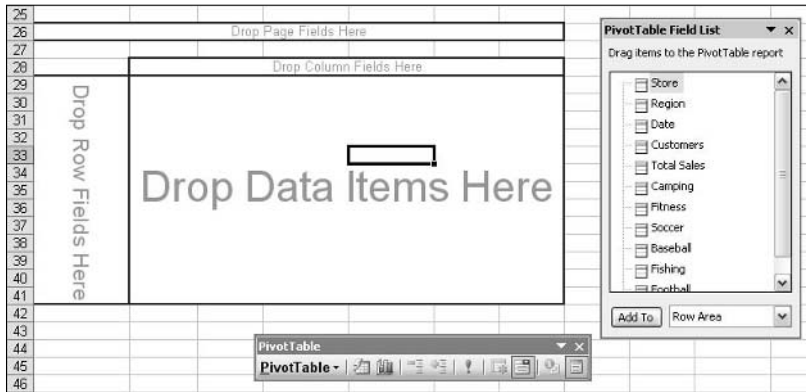 25
26
27
28
29
30
31
32
33
34
35
36
37
38
39
40
41
42
43
44
45
46
Drop Page Fields Here
Drop Column Fields Here
Drop Row Fields Here
Drop Data Items Here
PivotTable Field List
Drag items to the PivotTable report
Store
Region
Date
Customers
Total Sales
Camping
Fitness
Soccer
Baseball
Fishing
Football
Add To
Row Area
PivotTable
PivotTable